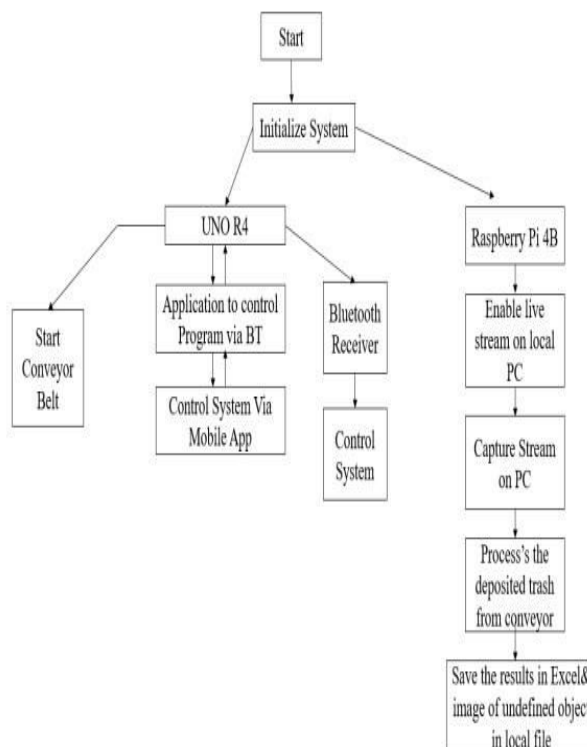 Start
Initialize System
UNO R4
Raspberry Pi 4B
Start
Conveyor
Belt
Application to control
Program via BT
Control System Via
Mobile App
Bluetooth
Receiver
Control
System
Enable live
stream on local
PC
Capture Stream
on PC
Process's the
deposited trash
from conveyor
Save the results in Excel&
image of undefined object
in local file